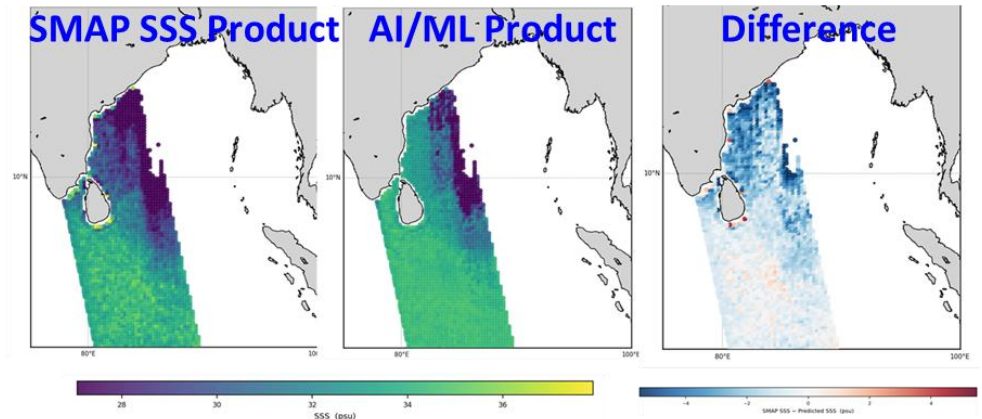 SMAP SSS Product AI/ML Product Difference
10°N 10°N 10°N
80°E 10 80°E 100°E 80°E 100°E
28 30 32 34 36 -4 -2 0 2 4
SSS (psu) SMAP SSS − Predicted SSS (psu)